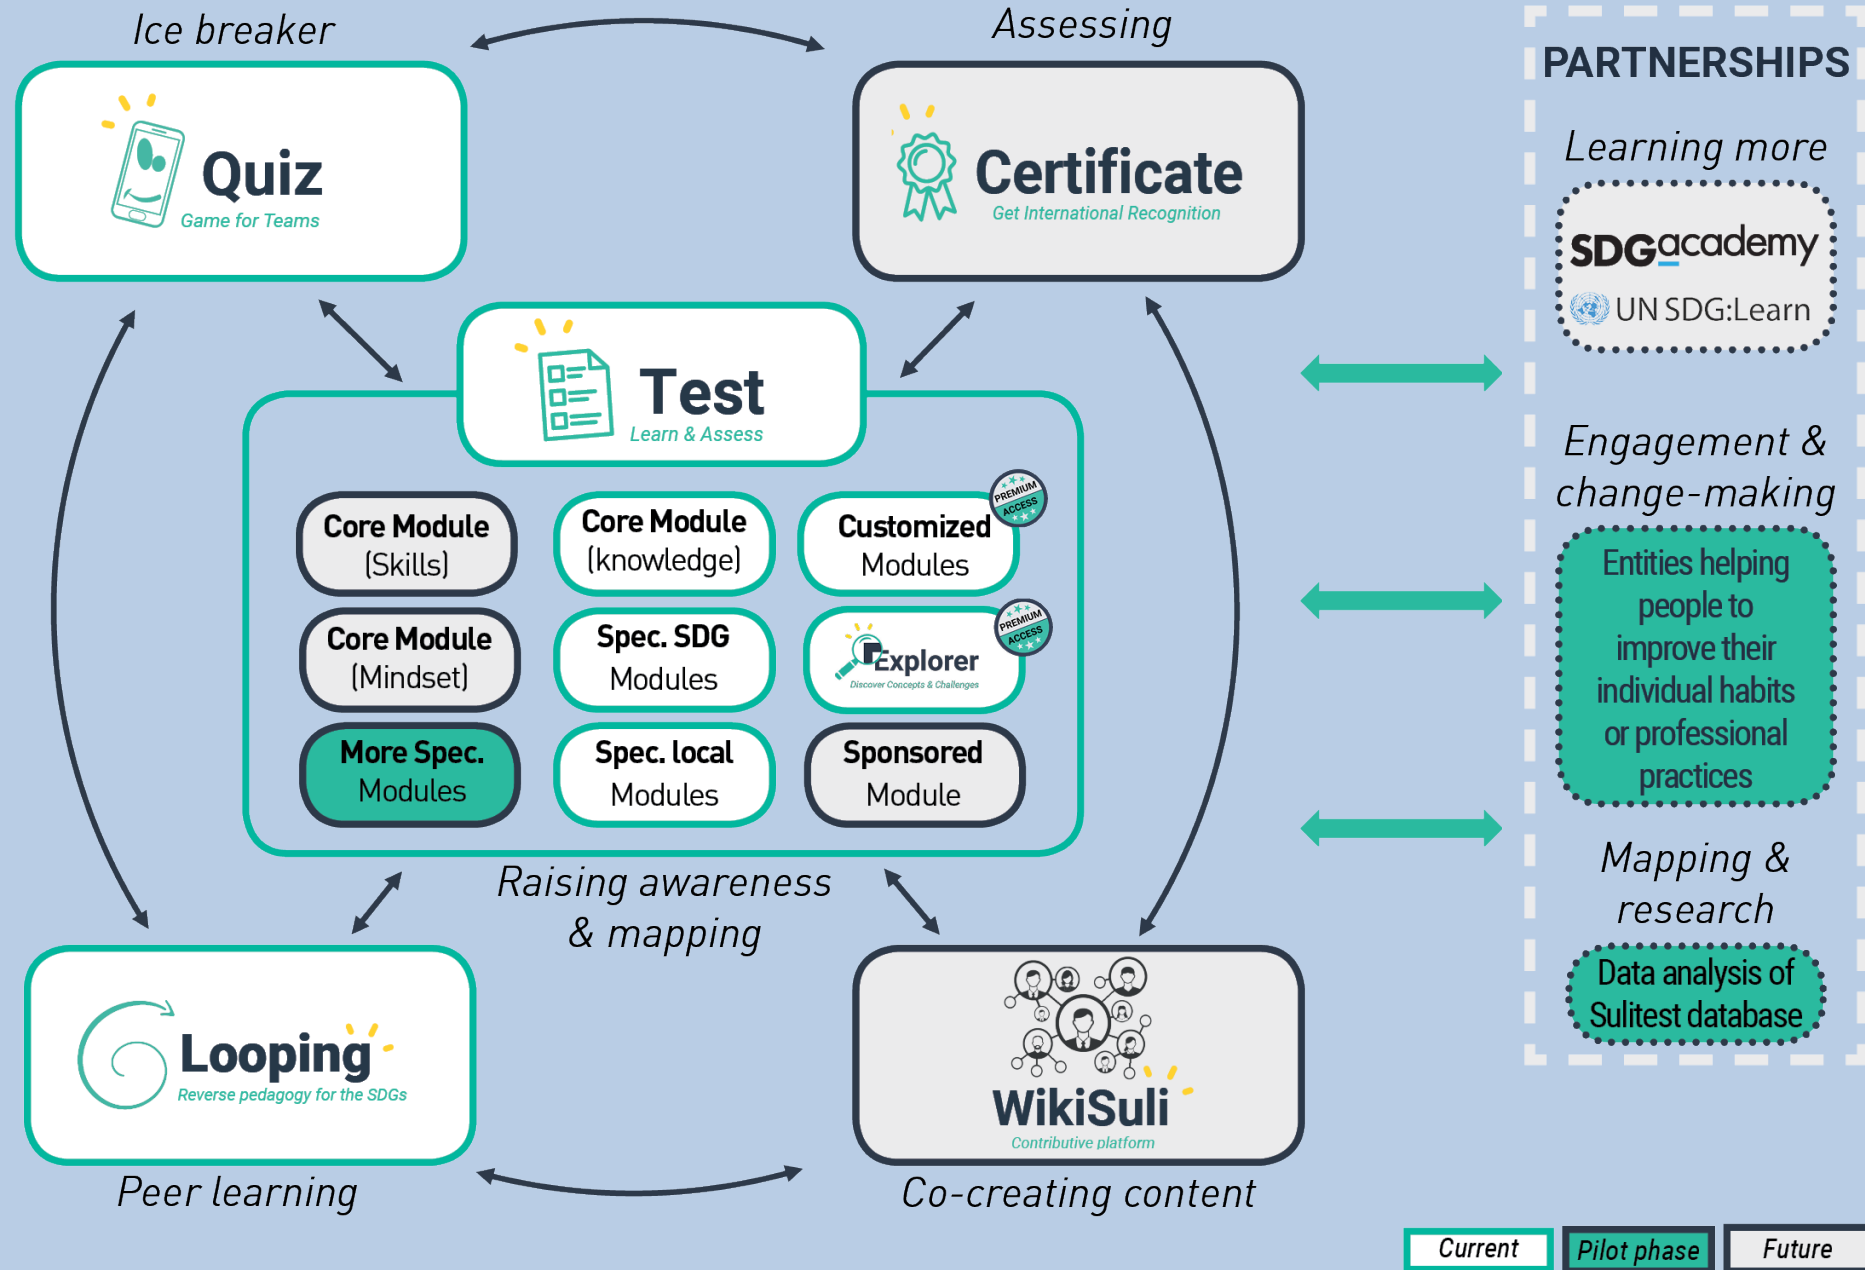 Ice breaker
Quiz
Game for Teams
Assessing
Certificate
Get International Recognition
Test
Learn & Assess
Core Module
(Skills)
Core Module
(knowledge)
Customized
Modules
PREMIUM
ACCESS
Core Module
(Mindset)
Spec. SDG
Modules
Explorer
Discover Concepts & Challenges
PREMIUM
ACCESS
More Spec.
Modules
Spec. local
Modules
Sponsored
Module
Raising awareness
& mapping
Looping
Reverse pedagogy for the SDGs
Peer learning
WikiSuli
Contributive platform
Co-creating content
PARTNERSHIPS
Learning more
SDGacademy
UN SDG:Learn
Engagement &
change-making
Entities helping
people to
improve their
individual habits
or professional
practices
Mapping &
research
Data analysis of
Sulitest database
Current
Pilot phase
Future